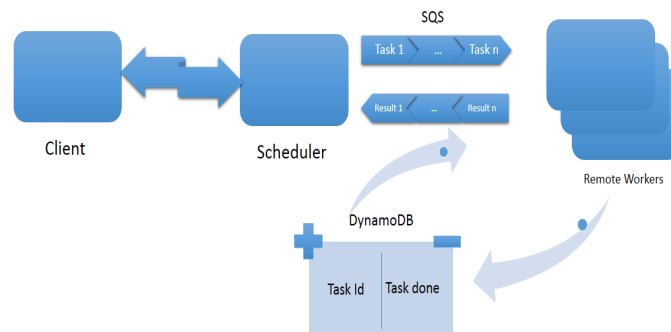 SQS
Task 1 ... Task n
Result 1 ... Result n
Client
Scheduler
Remote Workers
DynamoDB
Task Id Task done